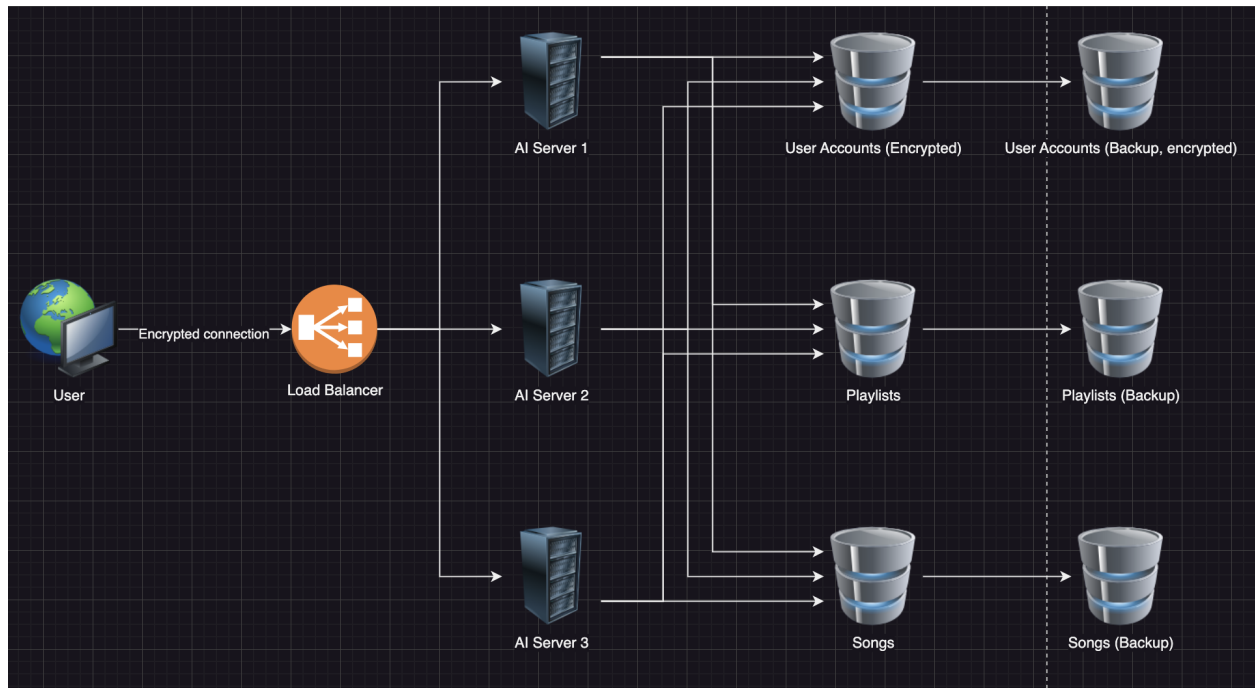 AI Server 1
User Accounts (Encrypted)
User Accounts (Backup, encrypted)
Encrypted connection
User
Load Balancer
AI Server 2
Playlists
Playlists (Backup)
AI Server 3
Songs
Songs (Backup)